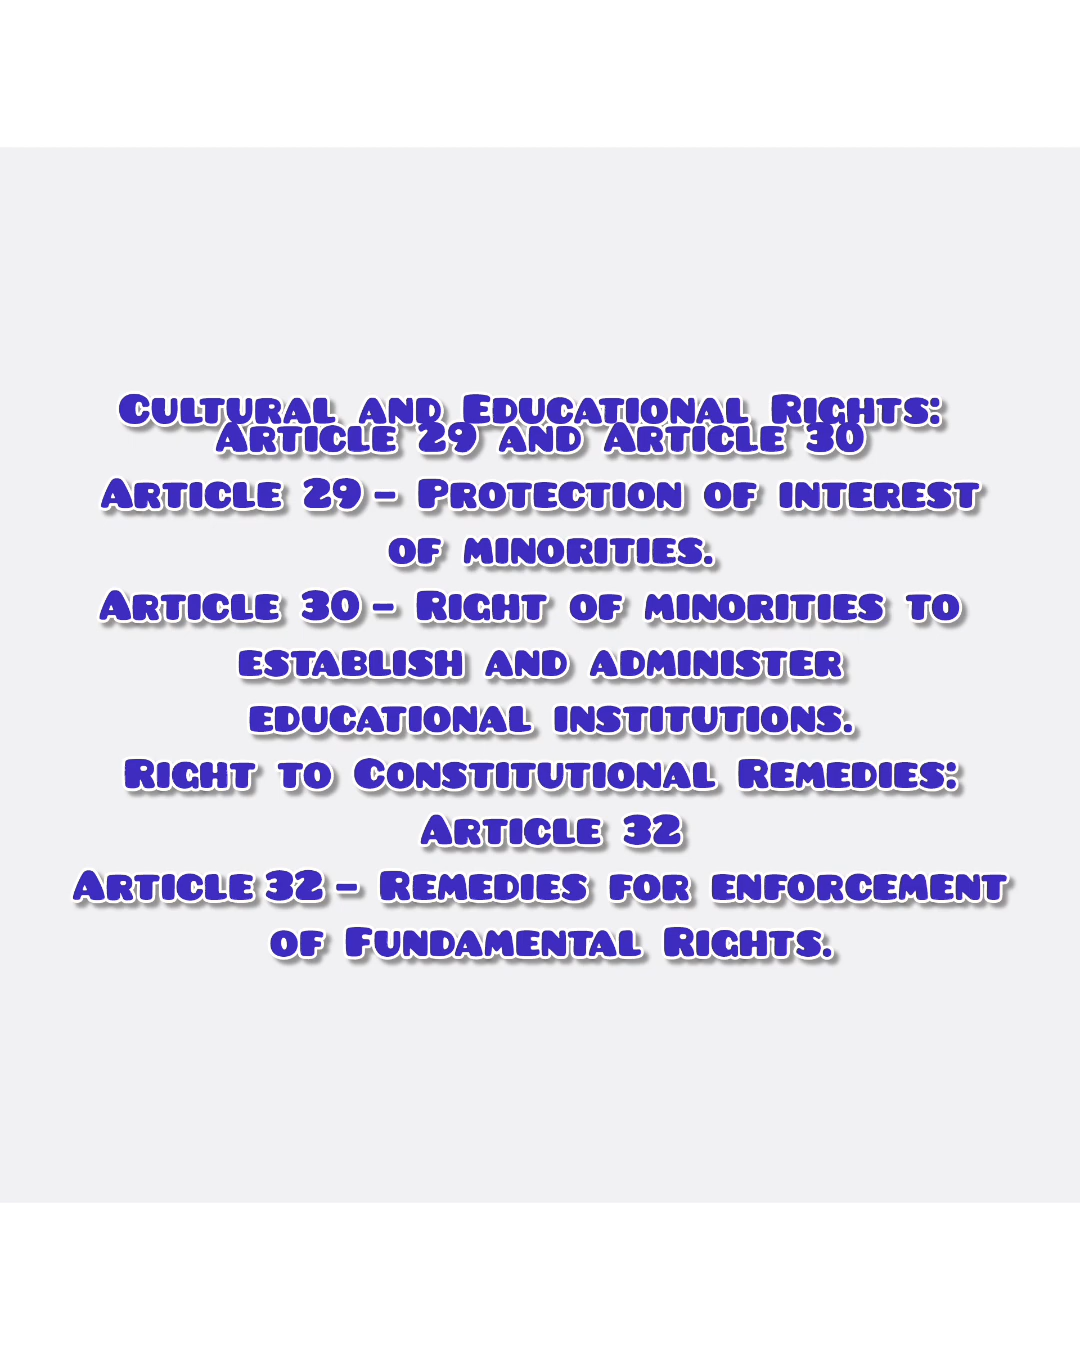 Cultural and Educational Rights:
Article 29 and Article 30
Article 29 – Protection of interest
of minorities.
Article 30 – Right of minorities to
establish and administer
educational institutions.
Right to Constitutional Remedies:
Article 32
Article 32 – Remedies for enforcement
of Fundamental Rights.